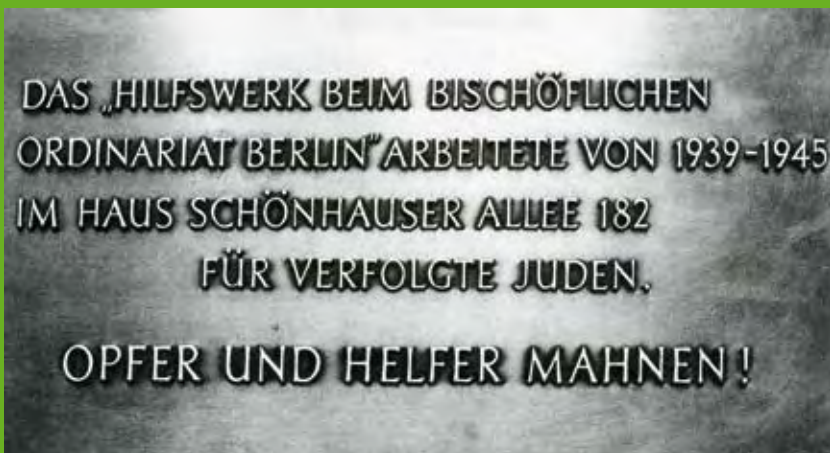 DAS „HILFSWERK BEIM BISCHÖFLICHEN
ORDINARIAT BERLIN" ARBEITETE VON 1939-1945
IM HAUS SCHÖNHAUSER ALLEE 182
FÜR VERFOLGTE JUDEN.
OPFER UND HELFER MAHNEN!